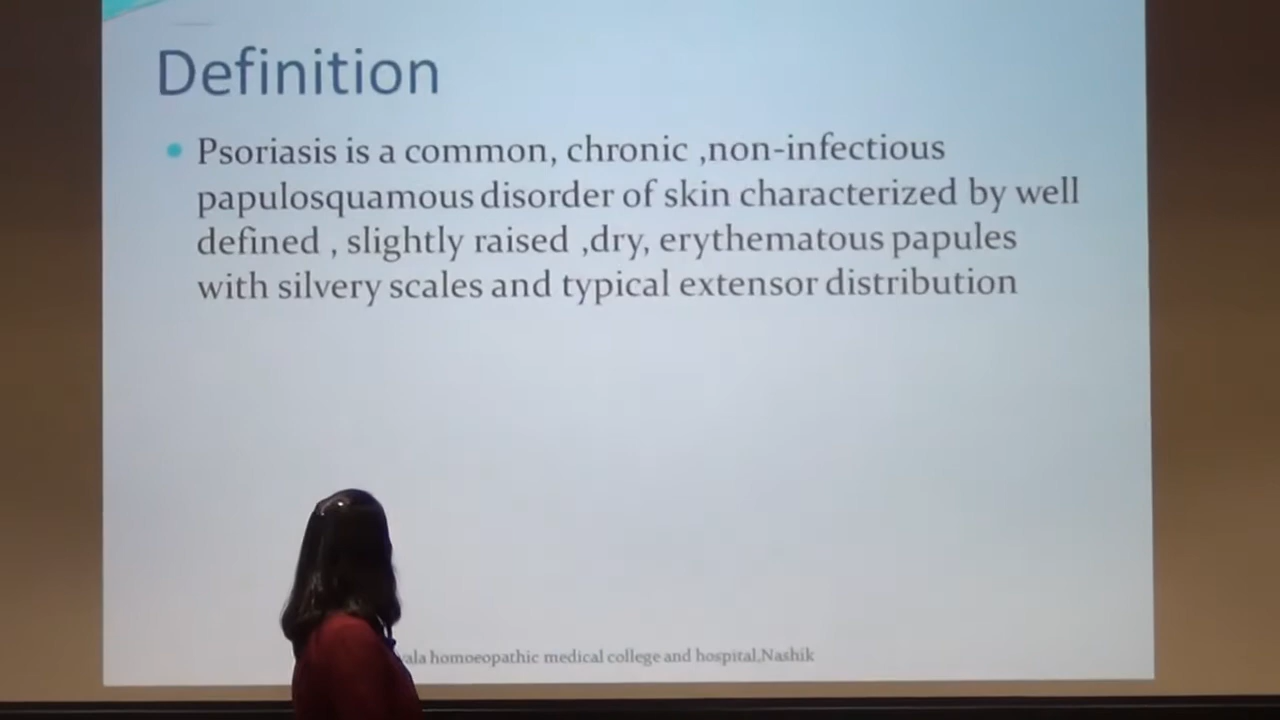 Definition
Psoriasis is a common, chronic ,non-infectious
papulosquamous disorder of skin characterized by well
defined , slightly raised ,dry, erythematous papules
with silvery scales and typical extensor distribution
homoeopathic medical college and hospital,Nashik